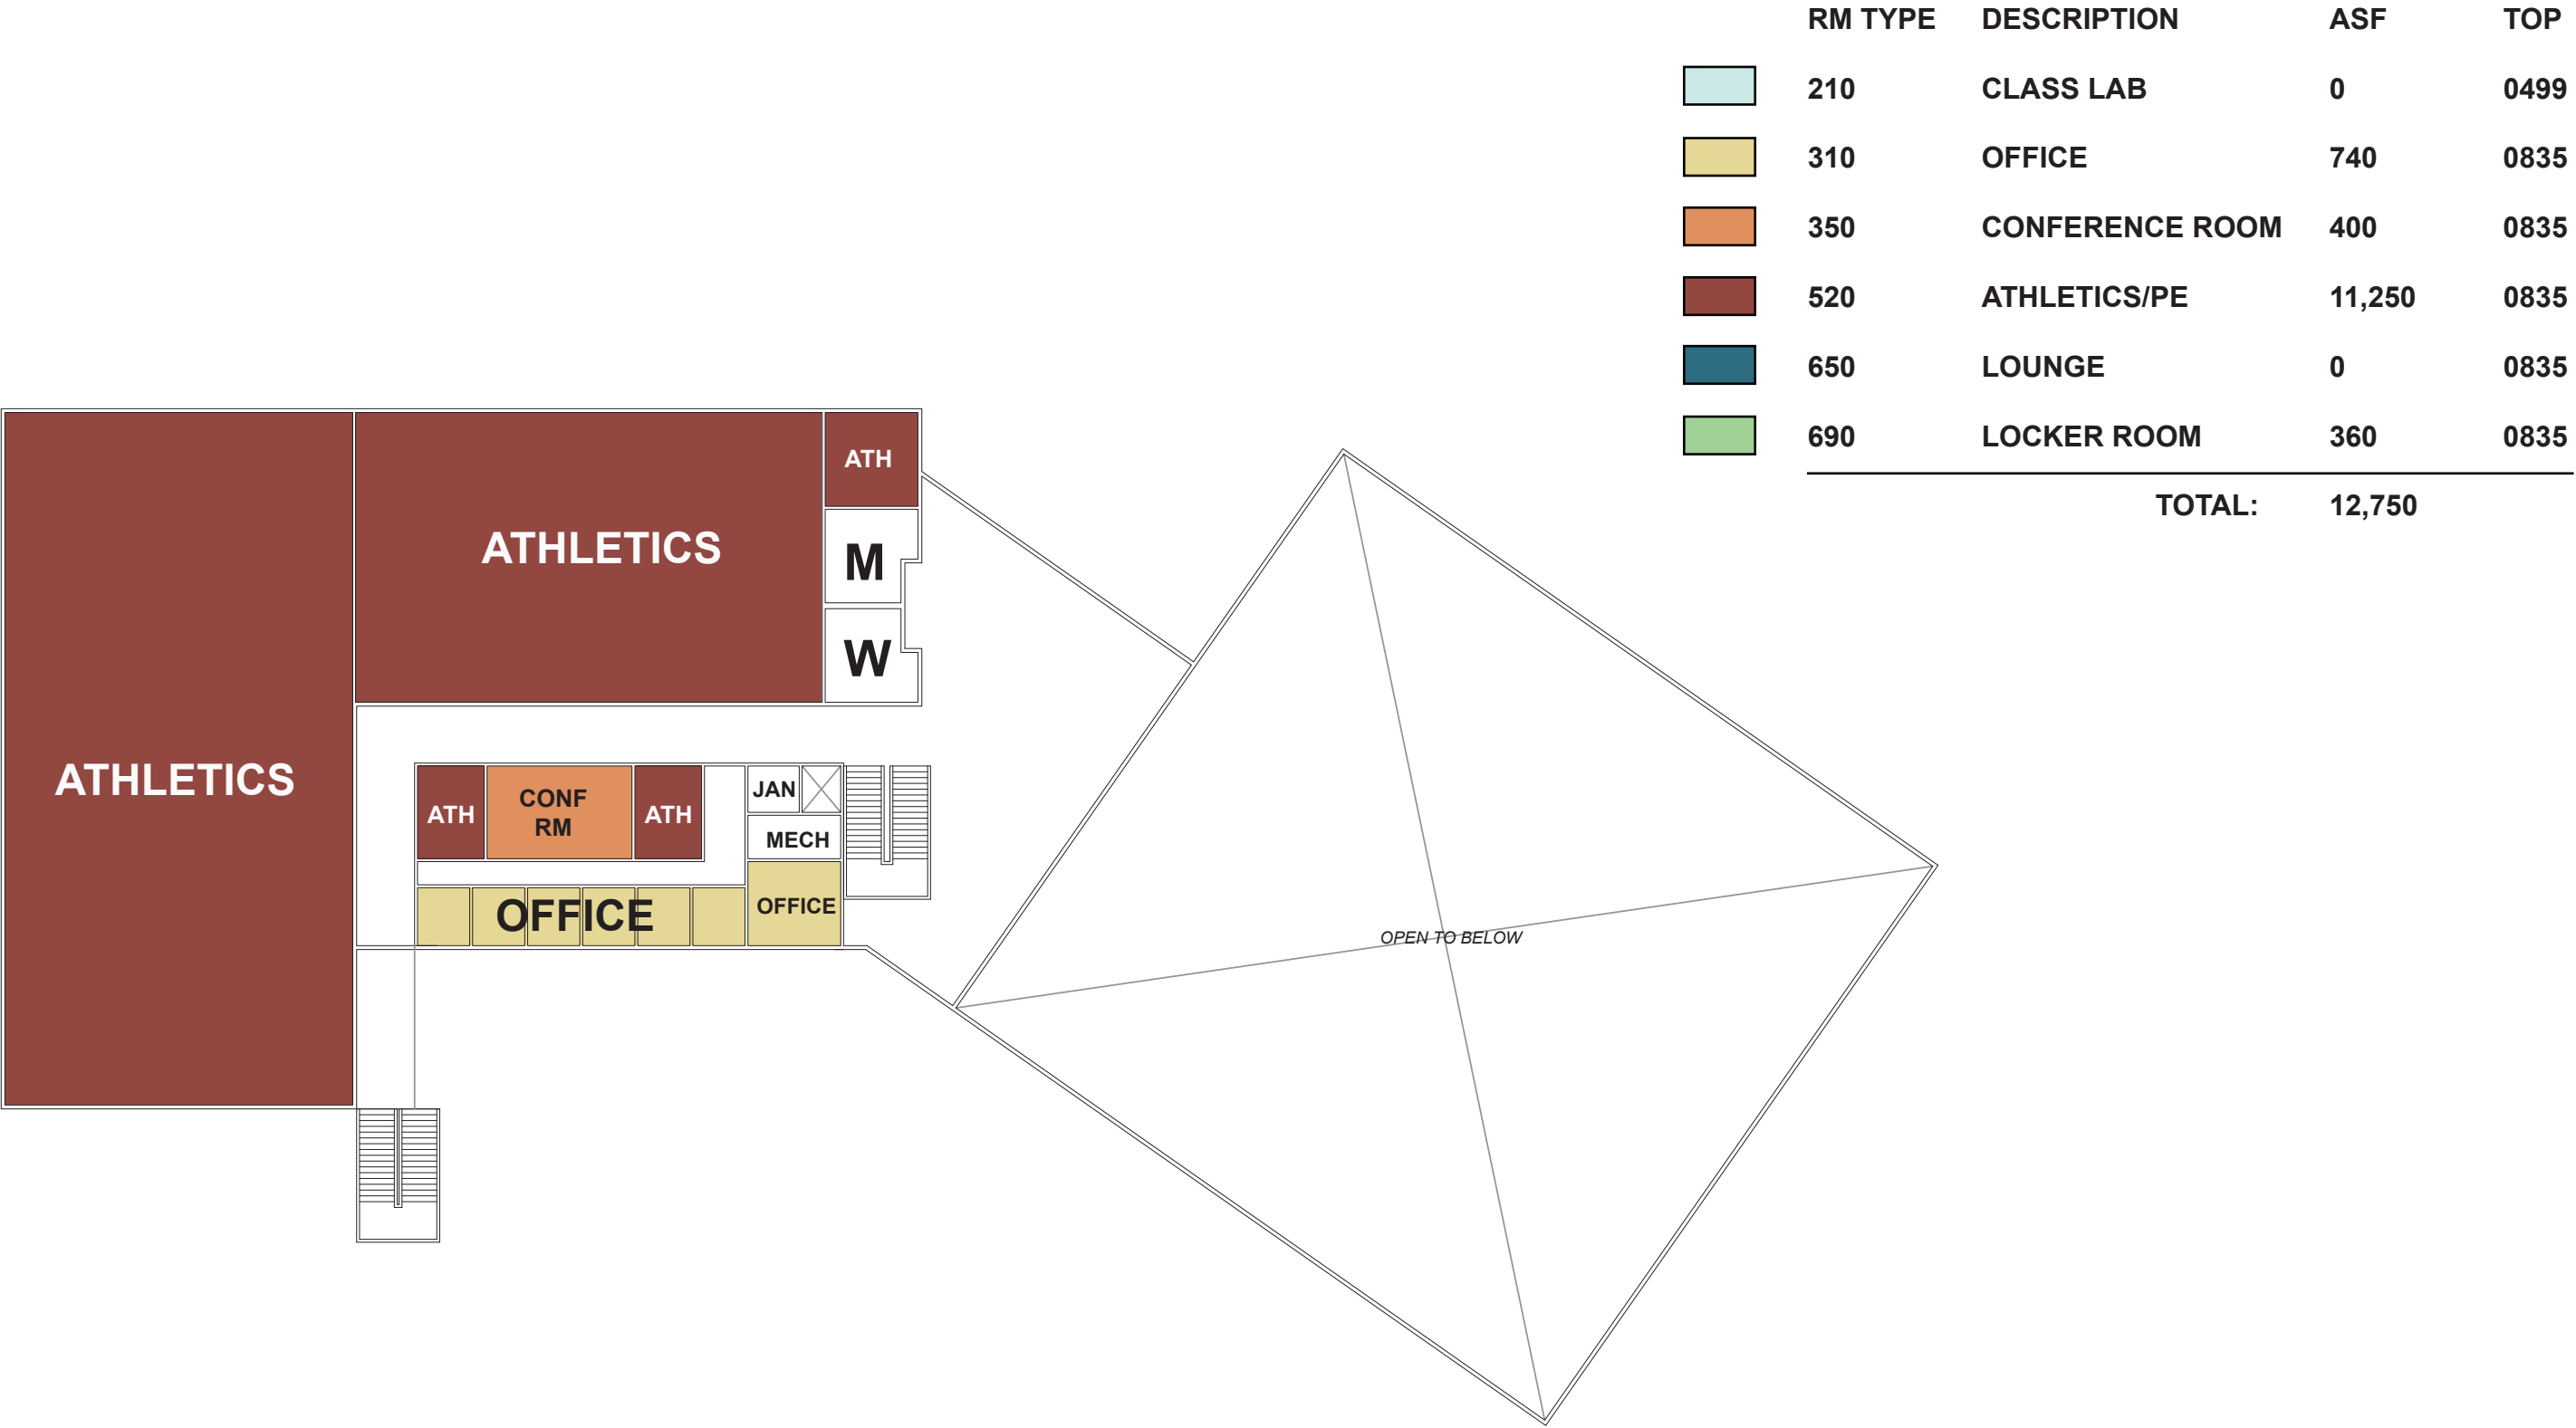 RM TYPE DESCRIPTION ASF TOP
210 CLASS LAB 0 0499
310 OFFICE 740 0835
350 CONFERENCE ROOM 400 0835
520 ATHLETICS/PE 11,250 0835
650 LOUNGE 0 0835
690 LOCKER ROOM 360 0835
TOTAL: 12,750
ATH
ATHLETICS
M
W
ATHLETICS
ATH
CONF
RM
ATH
JAN
MECH
OFFICE
OFFICE
OPEN TO BELOW